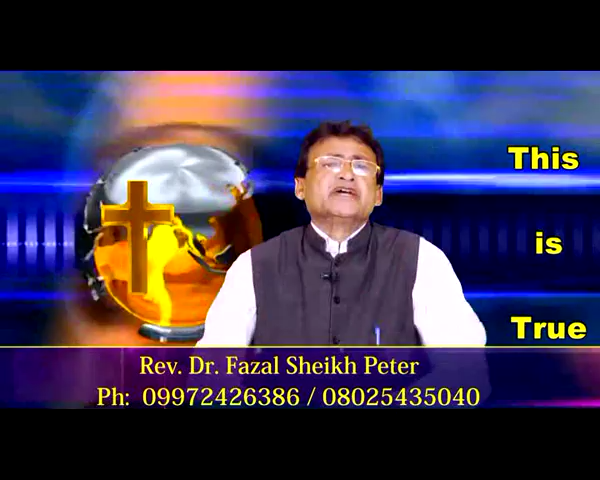 This
is
True
Rev. Dr. Fazal Sheikh Peter
Ph: 09972426386 / 08025435040